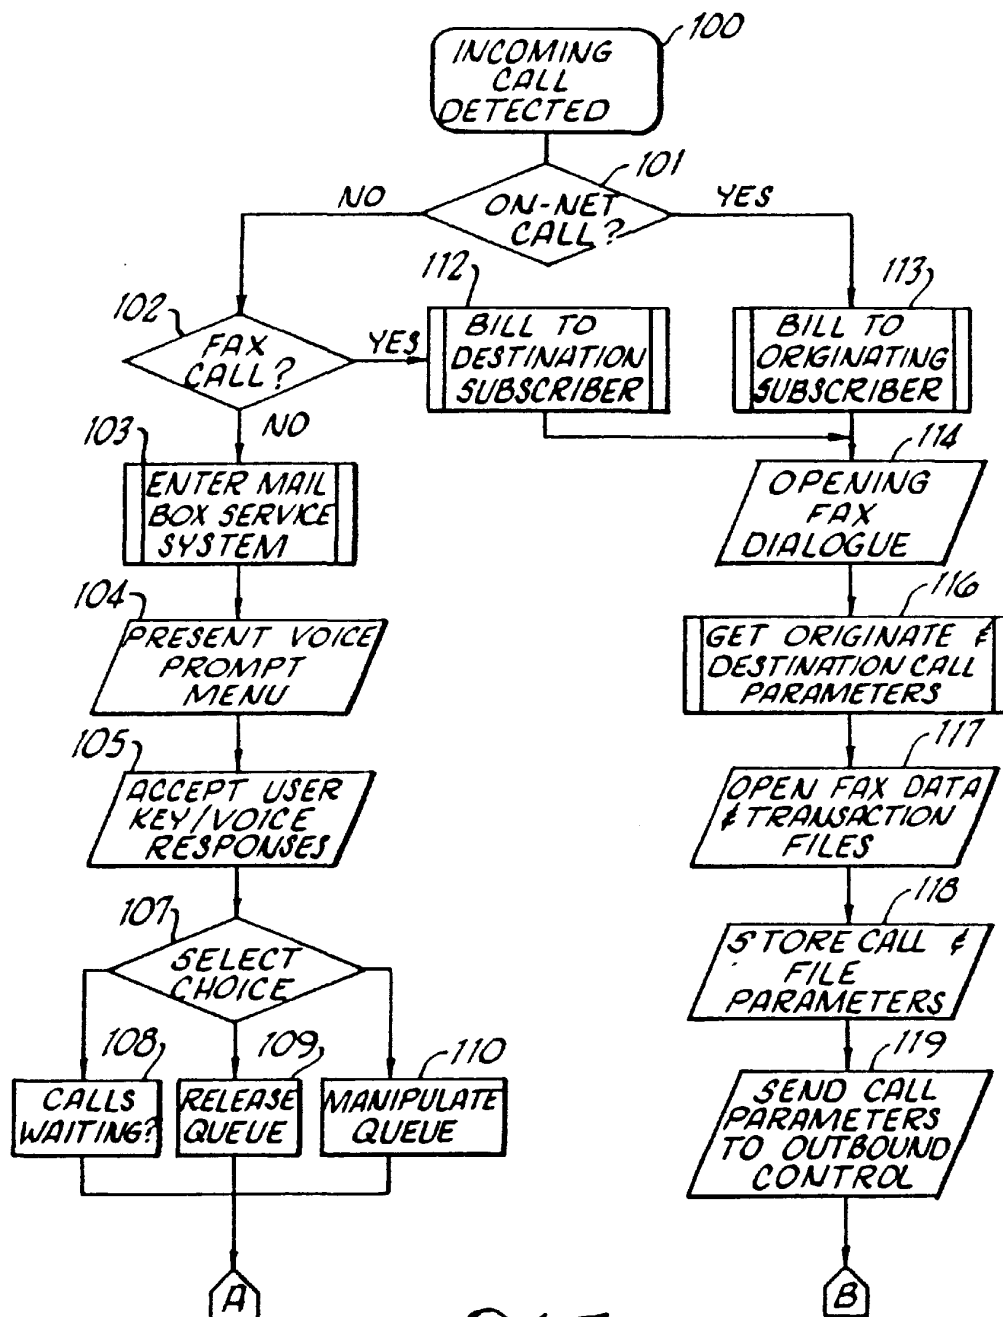 100
INCOMING
CALL
DETECTED
101
NO
ON-NET
CALL?
YES
112
113
102
FAX
CALL?
YES
BILL TO
DESTINATION
SUBSCRIBER
BILL TO
ORIGINATING
SUBSCRIBER
NO
103
ENTER MAIL
BOX SERVICE
SYSTEM
114
OPENING
FAX
DIALOGUE
104
PRESENT VOICE
PROMPT
MENU
116
GET ORIGINATE &
DESTINATION CALL
PARAMETERS
105
ACCEPT USER
KEY/VOICE
RESPONSES
117
OPEN FAX DATA
& TRANSACTION
FILES
107
SELECT
CHOICE
118
STORE CALL &
FILE
PARAMETERS
108
CALLS
WAITING?
109
RELEASE
QUEUE
110
MANIPULATE
QUEUE
119
SEND CALL
PARAMETERS
TO OUTBOUND
CONTROL
A
B